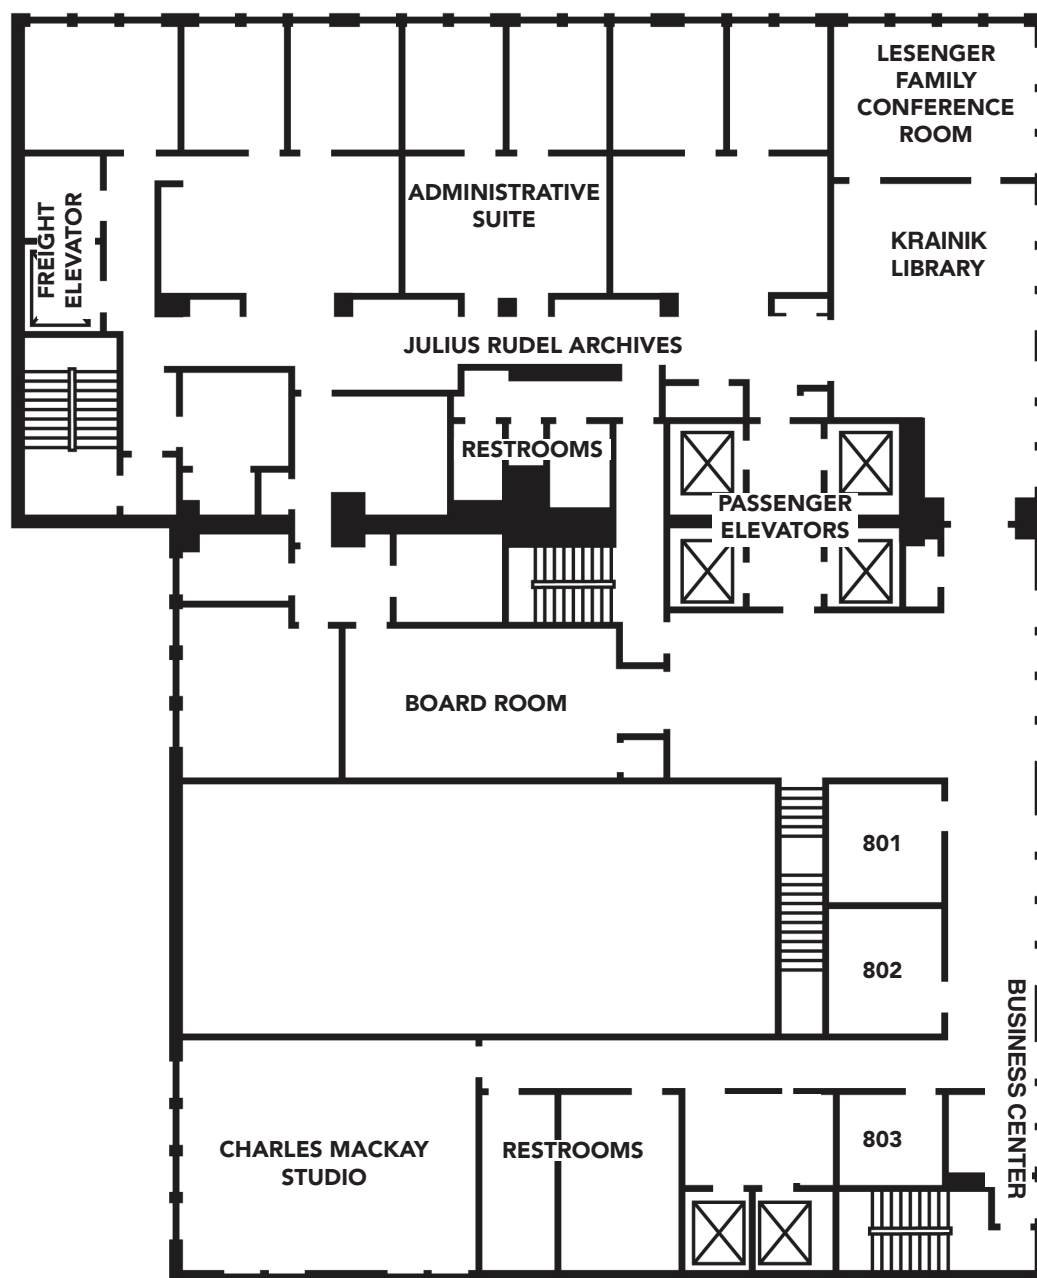 LESENGER
FAMILY
CONFERENCE
ROOM
ADMINISTRATIVE
SUITE
FREIGHT
ELEVATOR
KRAINIK
LIBRARY
JULIUS RUDEL ARCHIVES
RESTROOMS
PASSENGER
ELEVATORS
BOARD ROOM
801
802
BUSINESS CENTER
803
CHARLES MACKAY
STUDIO
RESTROOMS